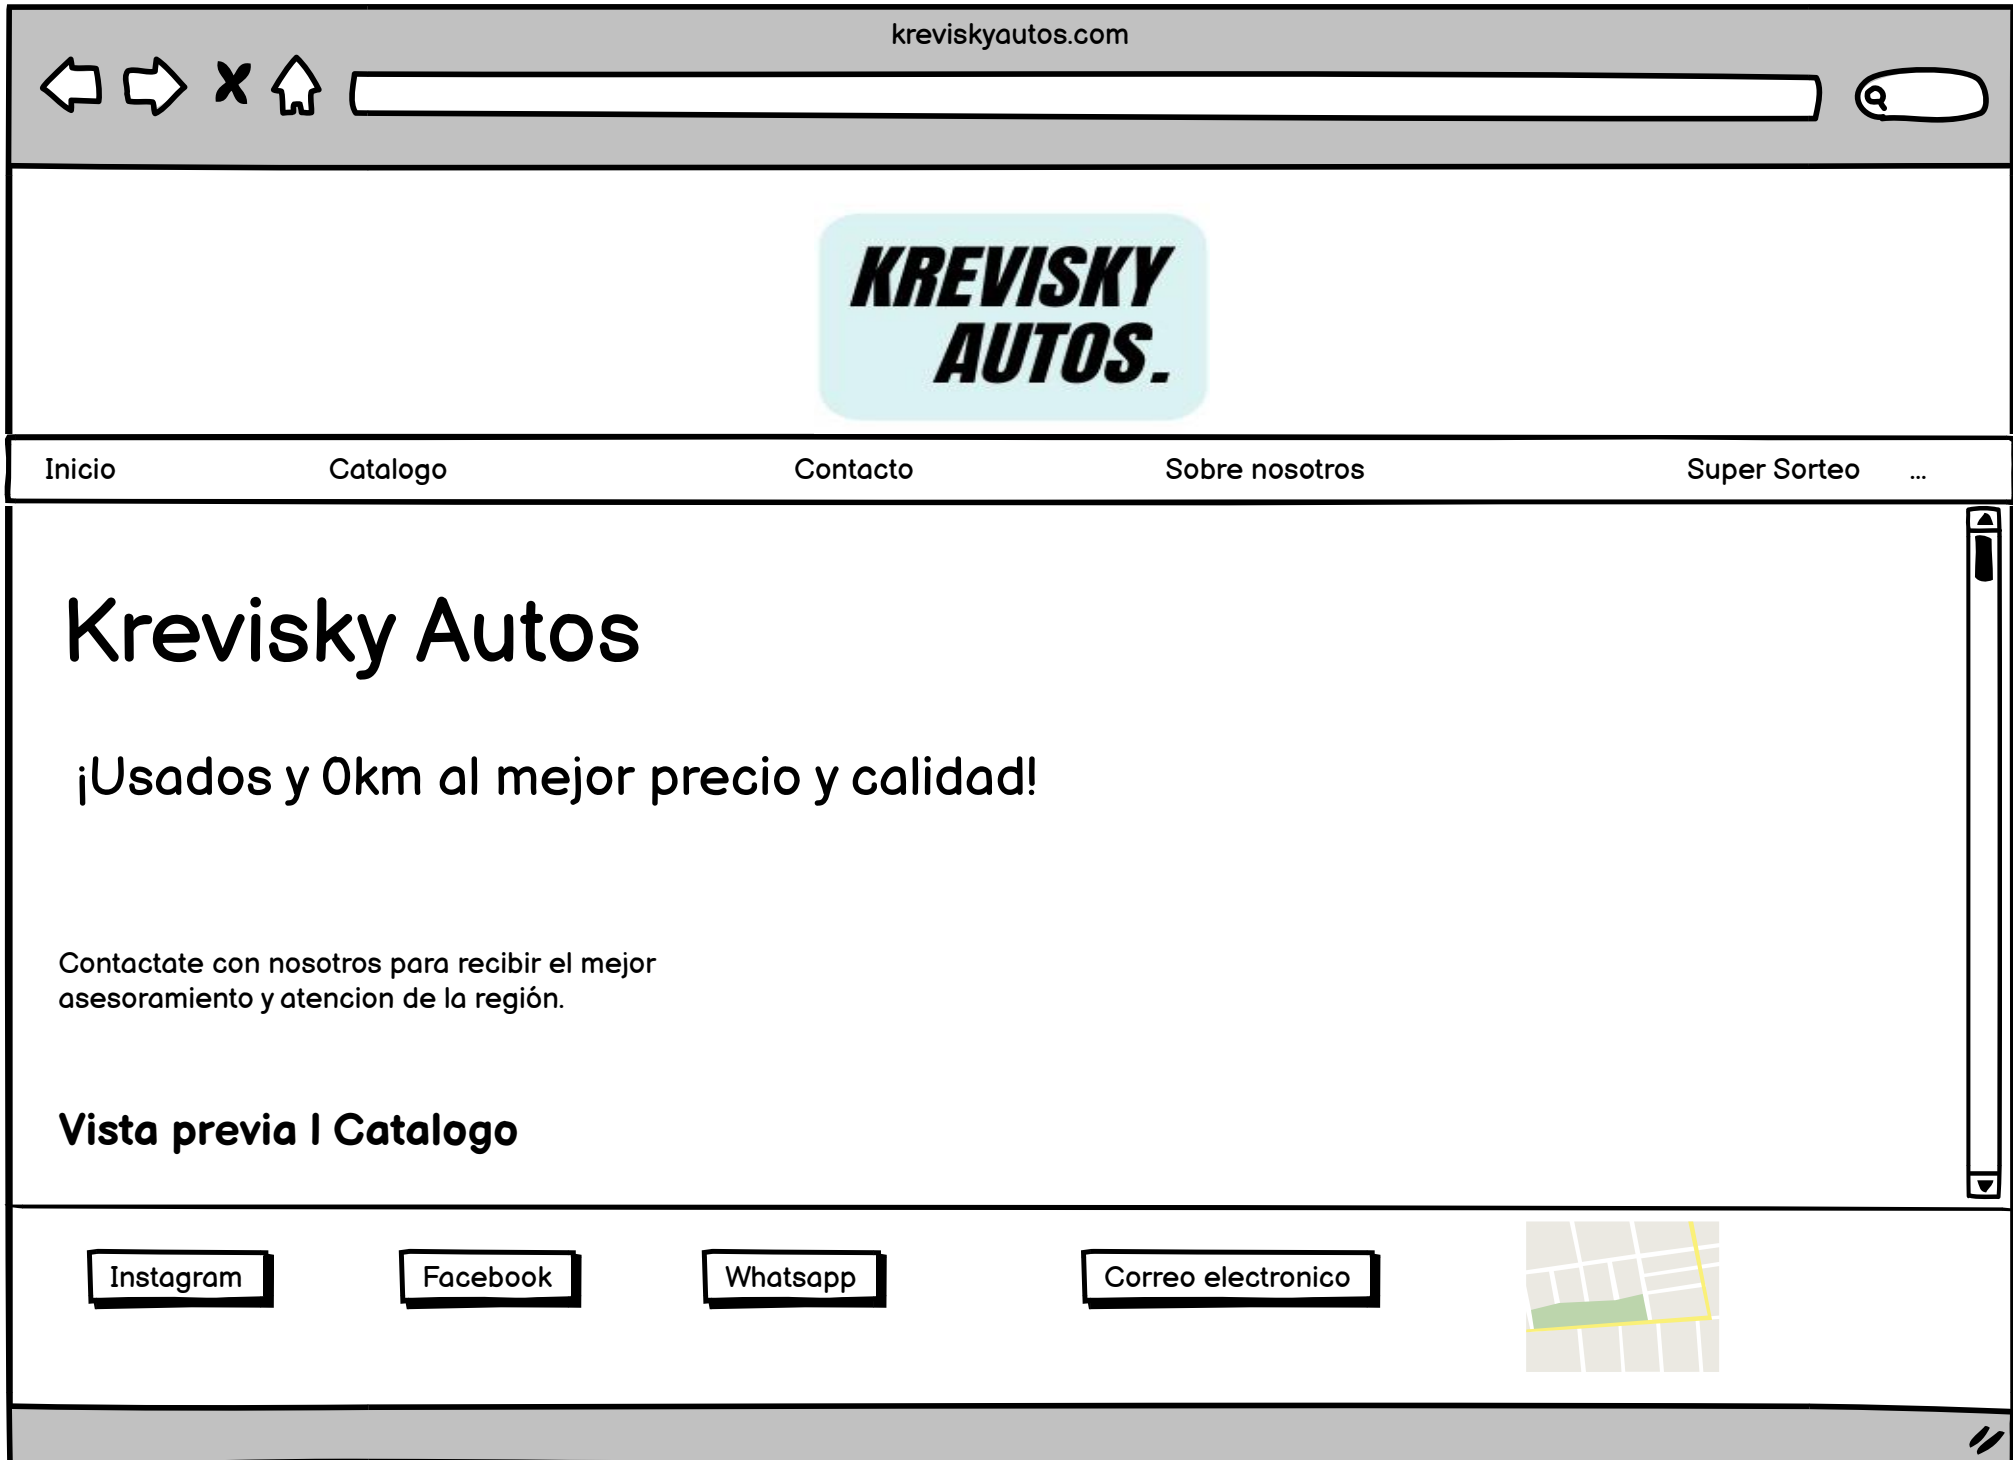 kreviskyautos.com
KREVISKY
AUTOS.
Inicio Catalogo Contacto Sobre nosotros Super Sorteo ...
Krevisky Autos
¡Usados y 0km al mejor precio y calidad!
Contactate con nosotros para recibir el mejor
asesoramiento y atencion de la región.
Vista previa | Catalogo
Instagram Facebook Whatsapp Correo electronico